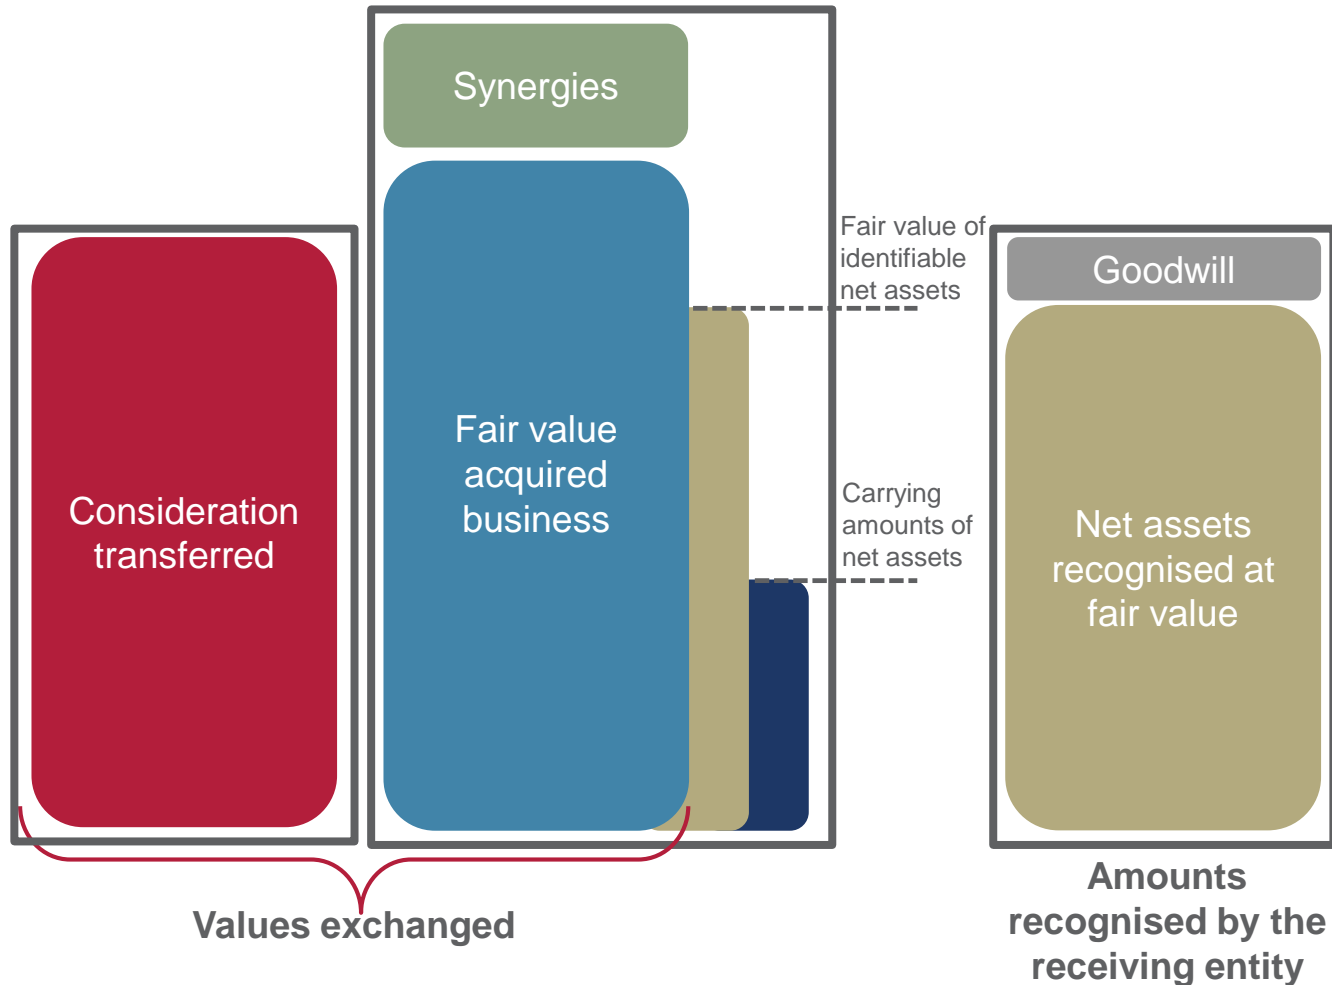 Synergies
Fair value of
identifiable
net assets
Goodwill
Fair value
acquired
business
Consideration
transferred
Carrying
amounts of
net assets
Net assets
recognised at
fair value
Values exchanged
Amounts
recognised by the
receiving entity